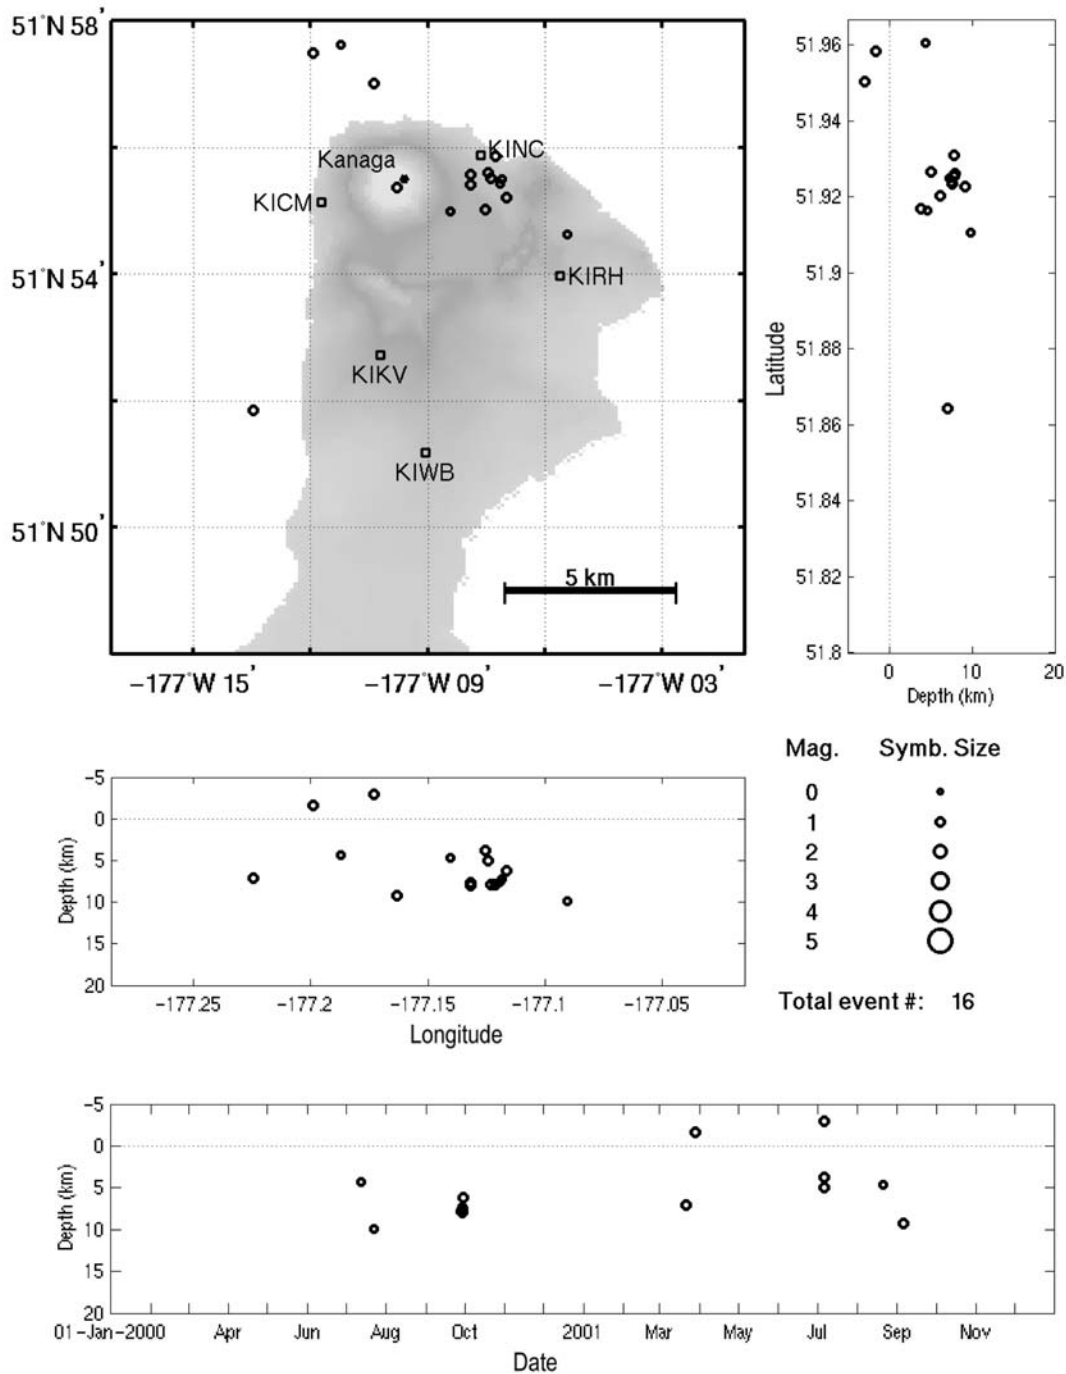 51°N 58'
51°N 54'
51°N 50'
Kanaga
KINC
KICM
KIRH
KIKV
KIWB
5 km
−177°W 15'
−177°W 09'
−177°W 03'
51.96
51.94
51.92
51.9
51.88
51.86
51.84
51.82
51.8
Latitude
0
10
20
Depth (km)
−5
0
5
10
15
20
Depth (km)
−177.25
−177.2
−177.15
−177.1
−177.05
Longitude
Mag. Symb. Size
0
1
2
3
4
5
Total event #: 16
−5
0
5
10
15
20
Depth (km)
01-Jan-2000 Apr Jun Aug Oct 2001 Mar May Jul Sep Nov
Date